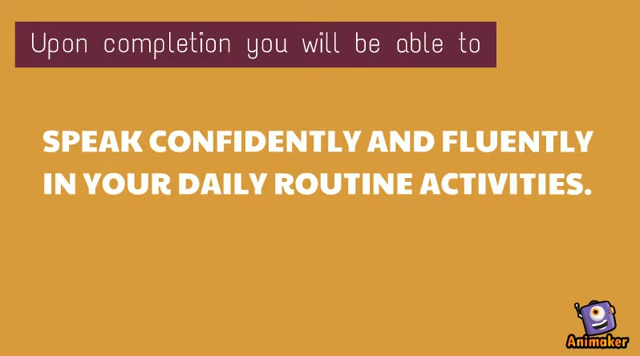 Upon completion you will be able to
SPEAK CONFIDENTLY AND FLUENTLY
IN YOUR DAILY ROUTINE ACTIVITIES.
Animaker